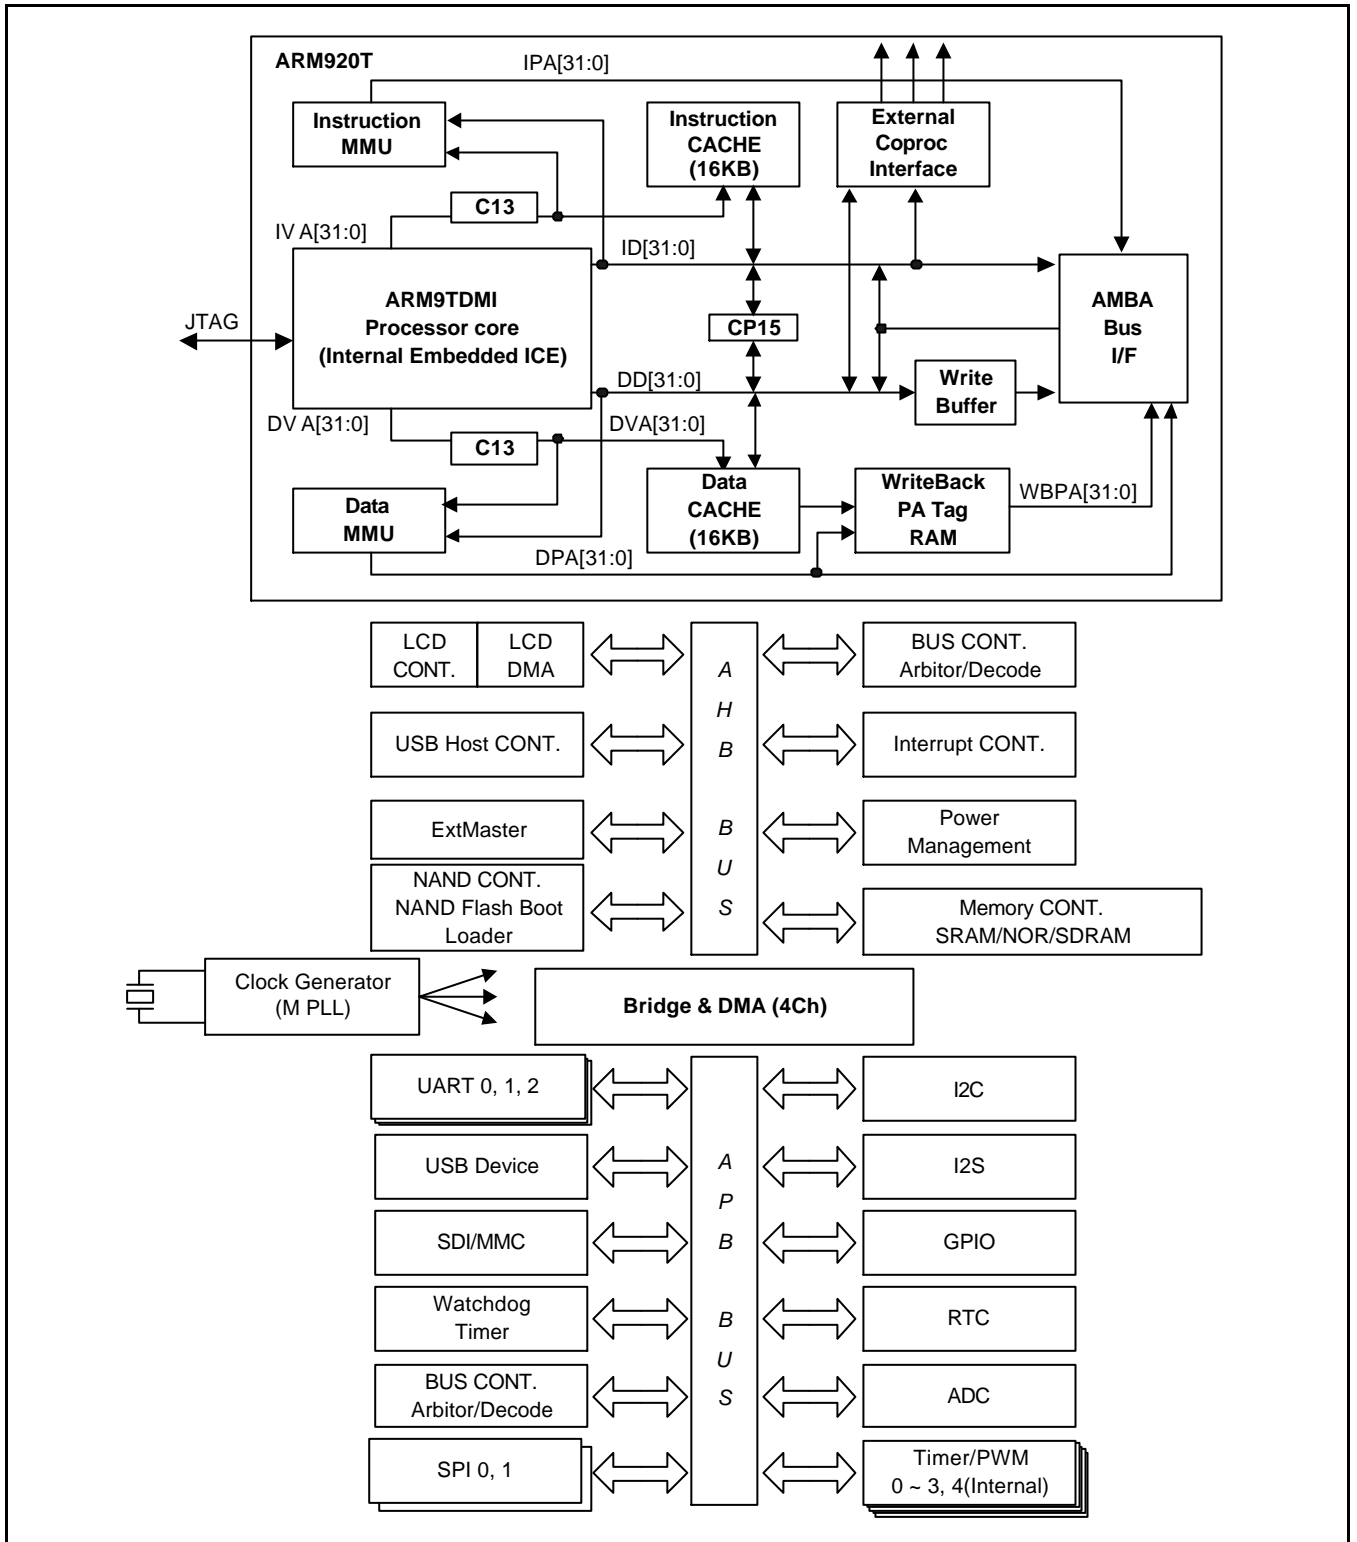 ARM920T
IPA[31:0]
Instruction
MMU
Instruction
CACHE
(16KB)
External
Coproc
Interface
C13
IV A[31:0]
ID[31:0]
ARM9TDMI
Processor core
(Internal Embedded ICE)
JTAG
CP15
AMBA
Bus
I/F
DD[31:0]
Write
Buffer
DV A[31:0]
C13
DVA[31:0]
Data
MMU
Data
CACHE
(16KB)
WriteBack
PA Tag
RAM
WBPA[31:0]
DPA[31:0]
LCD
CONT.
LCD
DMA
USB Host CONT.
ExtMaster
NAND CONT.
NAND Flash Boot
Loader
A
H
B
B
U
S
BUS CONT.
Arbitor/Decode
Interrupt CONT.
Power
Management
Memory CONT.
SRAM/NOR/SDRAM
Clock Generator
(M PLL)
Bridge & DMA (4Ch)
UART 0, 1, 2
USB Device
SDI/MMC
Watchdog
Timer
BUS CONT.
Arbitor/Decode
SPI 0, 1
A
P
B
B
U
S
I2C
I2S
GPIO
RTC
ADC
Timer/PWM
0 ~ 3, 4(Internal)